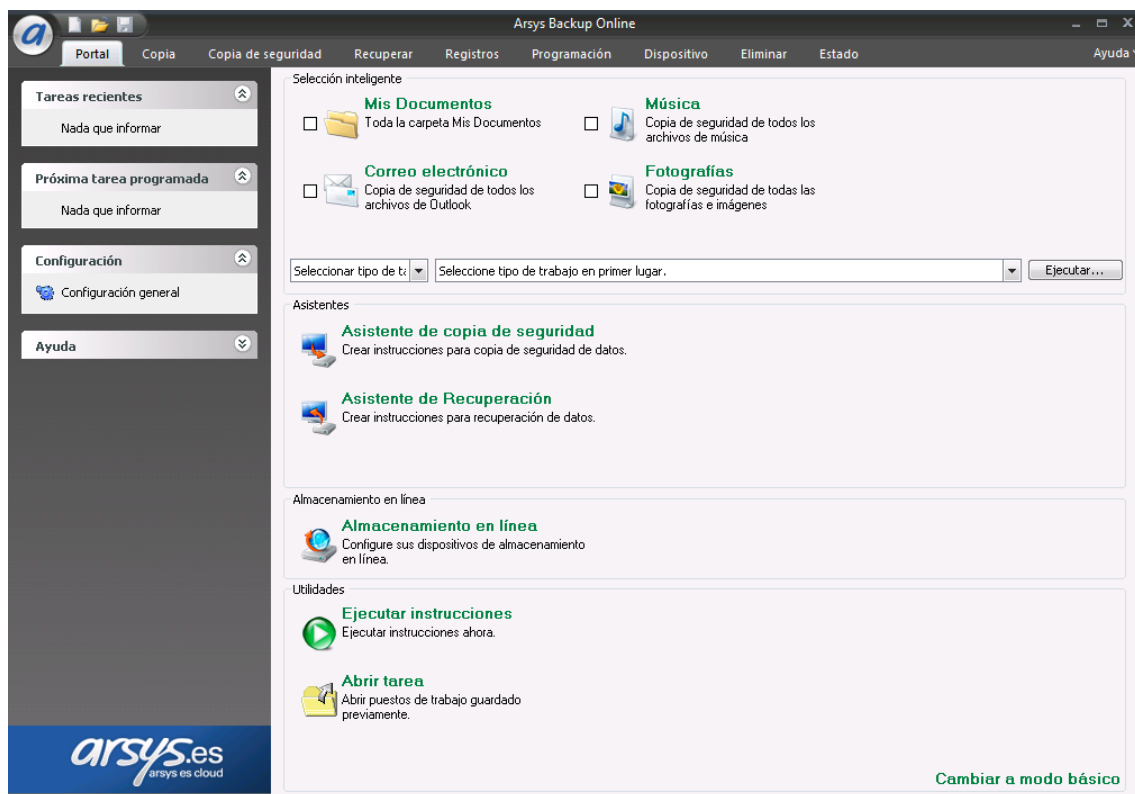 Arsys Backup Online
Portal Copia Copia de seguridad Recuperar Registros Programación Dispositivo Eliminar Estado Ayuda
Tareas recientes
Nada que informar
Próxima tarea programada
Nada que informar
Configuración
Configuración general
Ayuda
arsys.es
arsys es cloud
Selección inteligente
Mis Documentos
Toda la carpeta Mis Documentos
Música
Copia de seguridad de todos los
archivos de música
Correo electrónico
Copia de seguridad de todos los
archivos de Outlook
Fotografías
Copia de seguridad de todas las
fotografías e imágenes
Seleccionar tipo de ta Seleccione tipo de trabajo en primer lugar. Ejecutar...
Asistentes
Asistente de copia de seguridad
Crear instrucciones para copia de seguridad de datos.
Asistente de Recuperación
Crear instrucciones para recuperación de datos.
Almacenamiento en línea
Almacenamiento en línea
Configure sus dispositivos de almacenamiento
en línea.
Utilidades
Ejecutar instrucciones
Ejecutar instrucciones ahora.
Abrir tarea
Abrir puestos de trabajo guardado
previamente.
Cambiar a modo básico